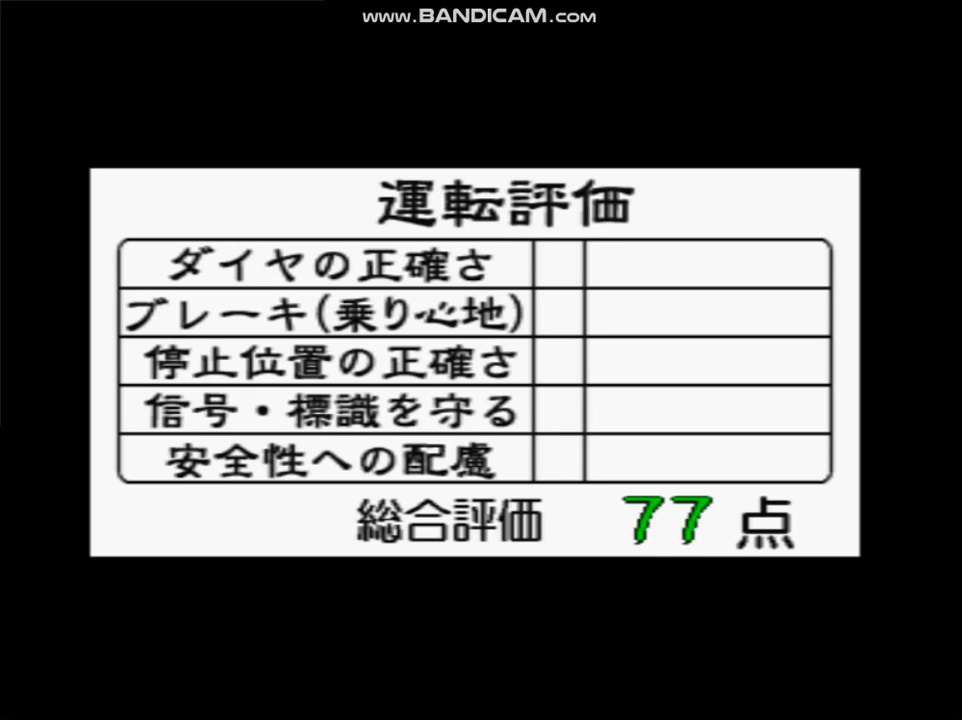 WWW.BANDICAM.COM
運転評価
ダイヤの正確さ
ブレーキ(乗り心地)
停止位置の正確さ
信号・標識を守る
安全性への配慮
総合評価 77 点